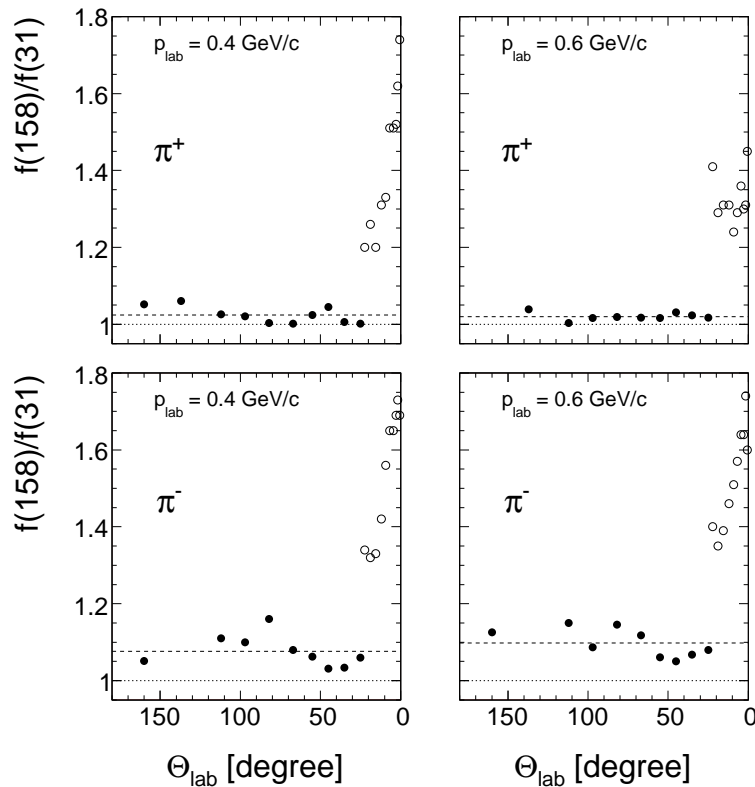 f(158)/f(31)
1.8
1.6
1.4
1.2
1
p_lab = 0.4 GeV/c
π+
p_lab = 0.6 GeV/c
π+
f(158)/f(31)
1.8
1.6
1.4
1.2
1
p_lab = 0.4 GeV/c
π-
p_lab = 0.6 GeV/c
π-
150 100 50 0
150 100 50 0
Θ_lab [degree]
Θ_lab [degree]